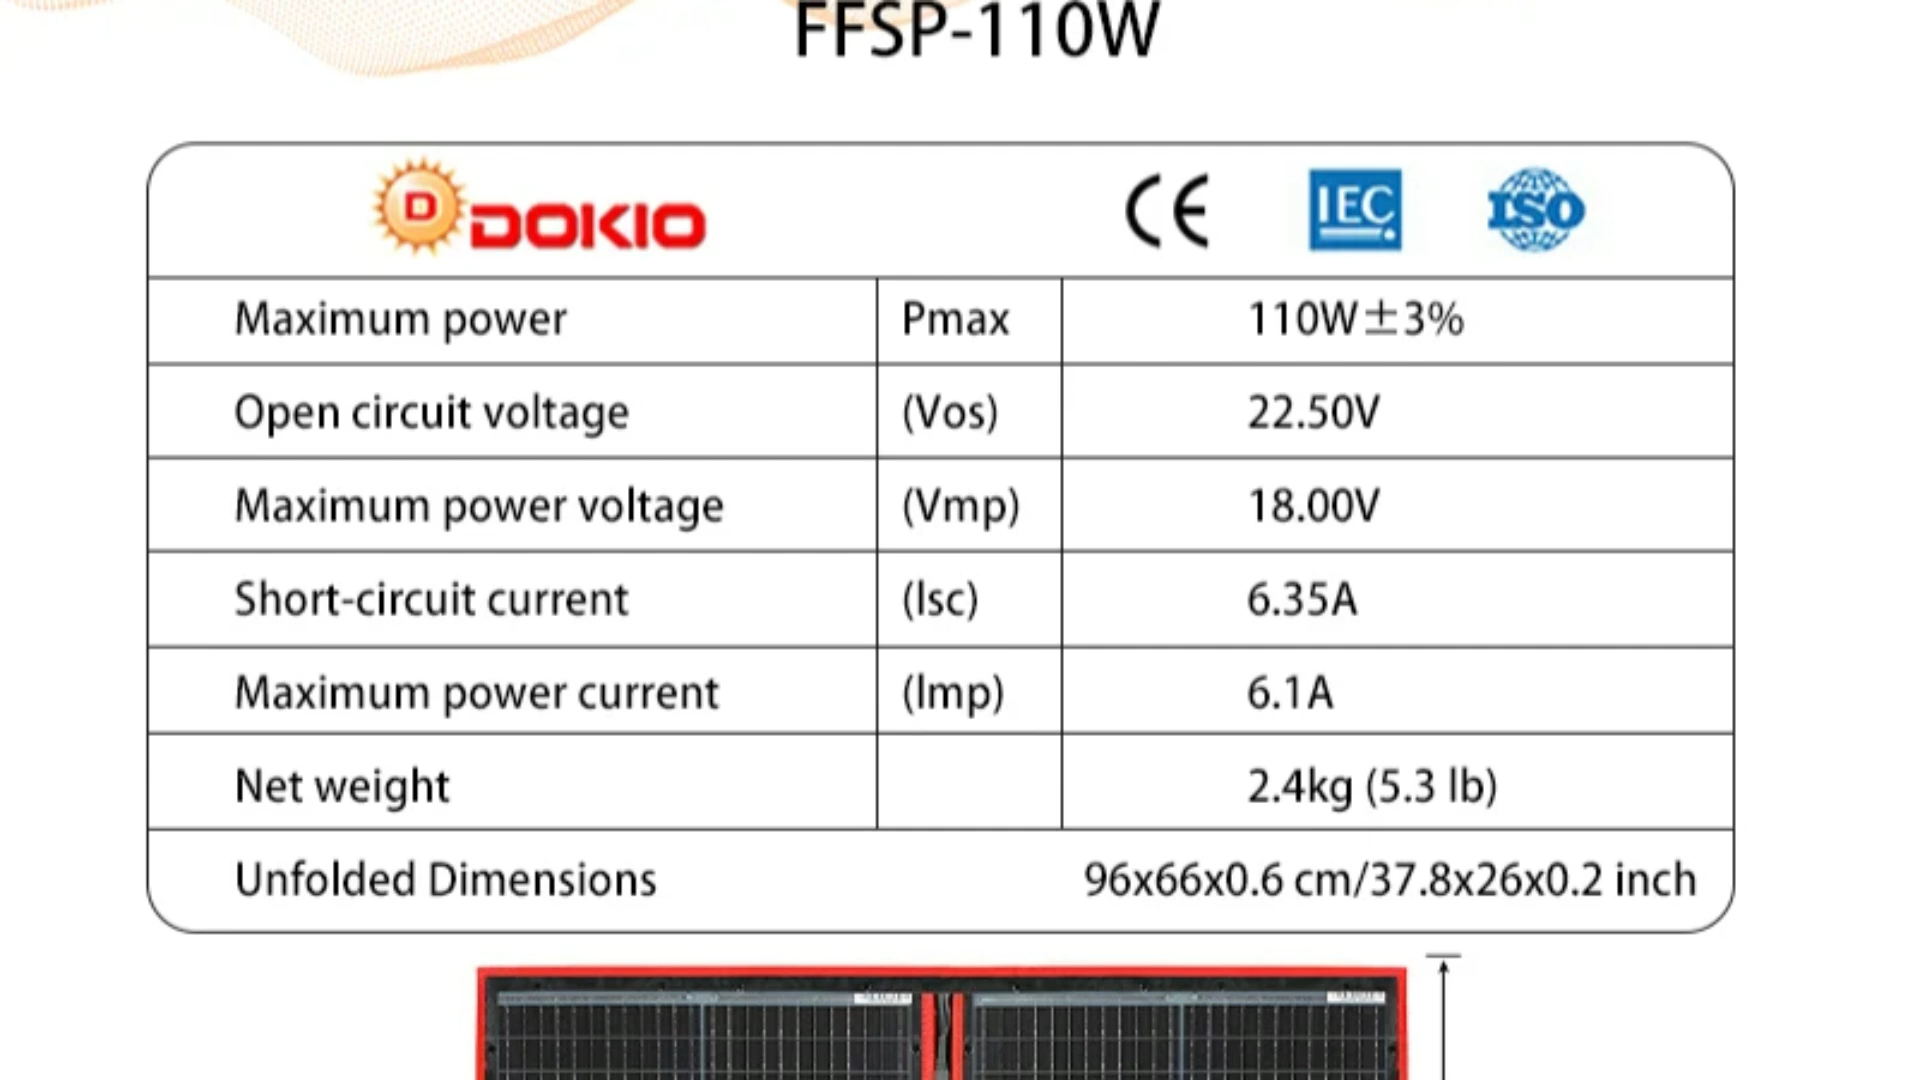 FFSP-110W
D DOKIO CE IEC ISO
Maximum power Pmax 110W±3%
Open circuit voltage (Vos) 22.50V
Maximum power voltage (Vmp) 18.00V
Short-circuit current (Isc) 6.35A
Maximum power current (Imp) 6.1A
Net weight 2.4kg (5.3 lb)
Unfolded Dimensions 96x66x0.6 cm/37.8x26x0.2 inch